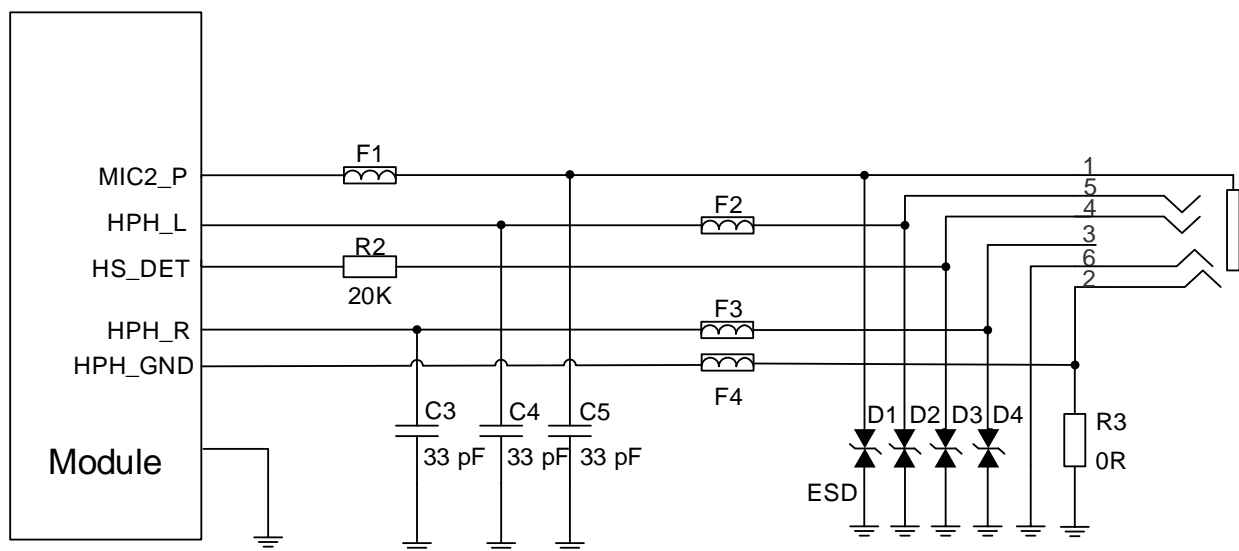 MIC2_P
F1
1
5
HPH_L
F2
4
R2
3
HS_DET
6
20K
2
HPH_R
F3
HPH_GND
F4
C3
C4
C5
D1
D2
D3
D4
R3
33 pF
33 pF
33 pF
0R
Module
ESD